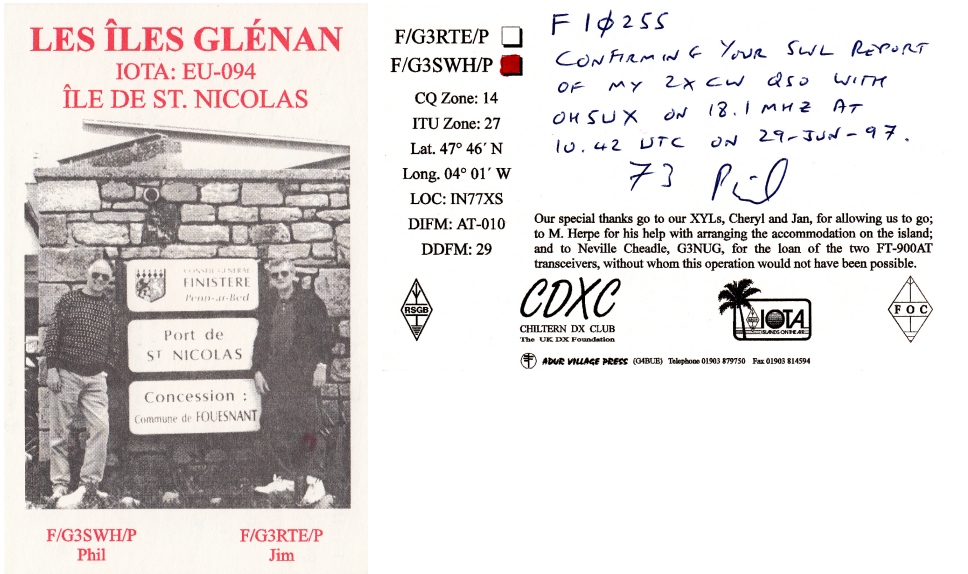 LES ÎLES GLÉNAN
IOTA: EU-094
ÎLE DE ST. NICOLAS
CONSEIL GENERAL
FINISTERE
Penn-ar-Bed
Port de
ST NICOLAS
Concession :
Commune de FOUESNANT
F/G3SWH/P
Phil
F/G3RTE/P
Jim
F/G3RTE/P
F/G3SWH/P
CQ Zone: 14
ITU Zone: 27
Lat. 47° 46´ N
Long. 04° 01´ W
LOC: IN77XS
DIFM: AT-010
DDFM: 29
RSGB
F1Ø255
CONFIRMING YOUR SWL REPORT
OF MY 2XCW QSO WITH
OH5UX ON 18.1 MHZ AT
10.42 UTC ON 29-JUN-97.
73 Phil
Our special thanks go to our XYLs, Cheryl and Jan, for allowing us to go;
to M. Herpe for his help with arranging the accommodation on the island;
and to Neville Cheadle, G3NUG, for the loan of the two FT-900AT
transceivers, without whom this operation would not have been possible.
CDXC
CHILTERN DX CLUB
The UK DX Foundation
IOTA
ISLANDS ON THE AIR
FOC
ADUR VILLAGE PRESS (G4BUB) Telephone 01903 879750 Fax 01903 814594